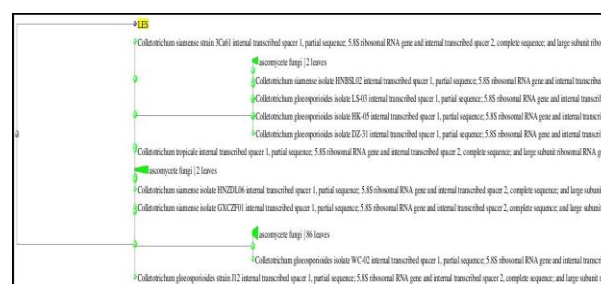 LES
Colletotrichum siamense strain 3Ca61 internal transcribed spacer 1, partial sequence; 5.8S ribosomal RNA gene and internal transcribed spacer 2, complete sequence; and large subunit ribo
ascomycete fungi | 2 leaves
Colletotrichum siamense isolate HNBSL02 internal transcribed spacer 1, partial sequence; 5.8S ribosomal RNA gene and internal transcribed
Colletotrichum gloeosporioides isolate LS-03 internal transcribed spacer 1, partial sequence; 5.8S ribosomal RNA gene and internal transcri
Colletotrichum gloeosporioides isolate HK-05 internal transcribed spacer 1, partial sequence; 5.8S ribosomal RNA gene and internal transcri
Colletotrichum gloeosporioides isolate DZ-31 internal transcribed spacer 1, partial sequence; 5.8S ribosomal RNA gene and internal transcri
Colletotrichum tropicale internal transcribed spacer 1, partial sequence; 5.8S ribosomal RNA gene and internal transcribed spacer 2, complete sequence; and large subunit ribosomal RNA g
ascomycete fungi | 2 leaves
Colletotrichum siamense isolate HNZDL06 internal transcribed spacer 1, partial sequence; 5.8S ribosomal RNA gene and internal transcribed spacer 2, complete sequence; and large subuni
Colletotrichum siamense isolate GXCZF01 internal transcribed spacer 1, partial sequence; 5.8S ribosomal RNA gene and internal transcribed spacer 2, complete sequence; and large subunit
ascomycete fungi | 86 leaves
Colletotrichum gloeosporioides isolate WC-02 internal transcribed spacer 1, partial sequence; 5.8S ribosomal RNA gene and internal transcr
Colletotrichum gloeosporioides strain J12 internal transcribed spacer 1, partial sequence; 5.8S ribosomal RNA gene and internal transcribed spacer 2, complete sequence; and large subunit